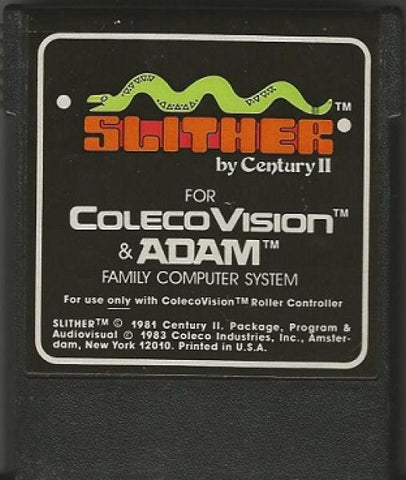 SLITHER™
by Century II
FOR
COLECOVISION™
& ADAM™
FAMILY COMPUTER SYSTEM
For use only with ColecoVision™ Roller Controller
SLITHER™ © 1981 Century II. Package, Program &
Audiovisual © 1983 Coleco Industries, Inc., Amster-
dam, New York 12010. Printed in U.S.A.